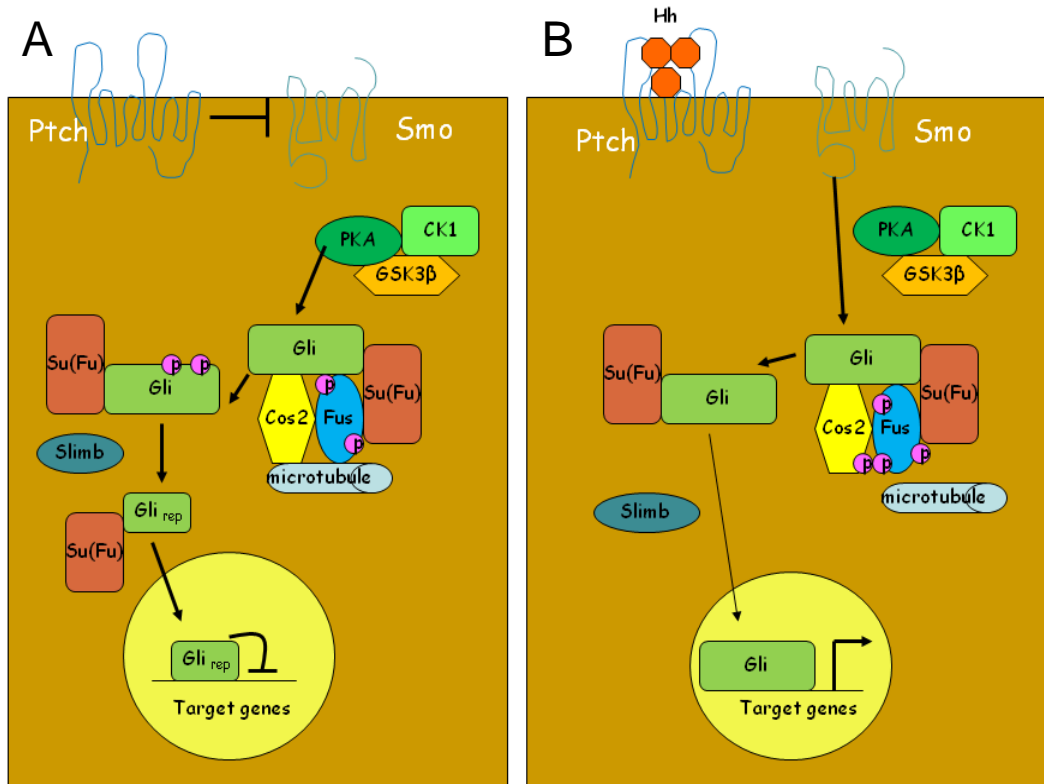 A
Ptch
Smo
PKA
CK1
GSK3β
Su(Fu)
p
p
Gli
Gli
Cos2
p
Fus
p
Su(Fu)
microtubule
Slimb
Gli rep
Su(Fu)
Gli rep
Target genes
B
Hh
Ptch
Smo
PKA
CK1
GSK3β
Su(Fu)
Gli
Gli
Cos2
p
Fus
p
p
p
Su(Fu)
microtubule
Slimb
Gli
Target genes